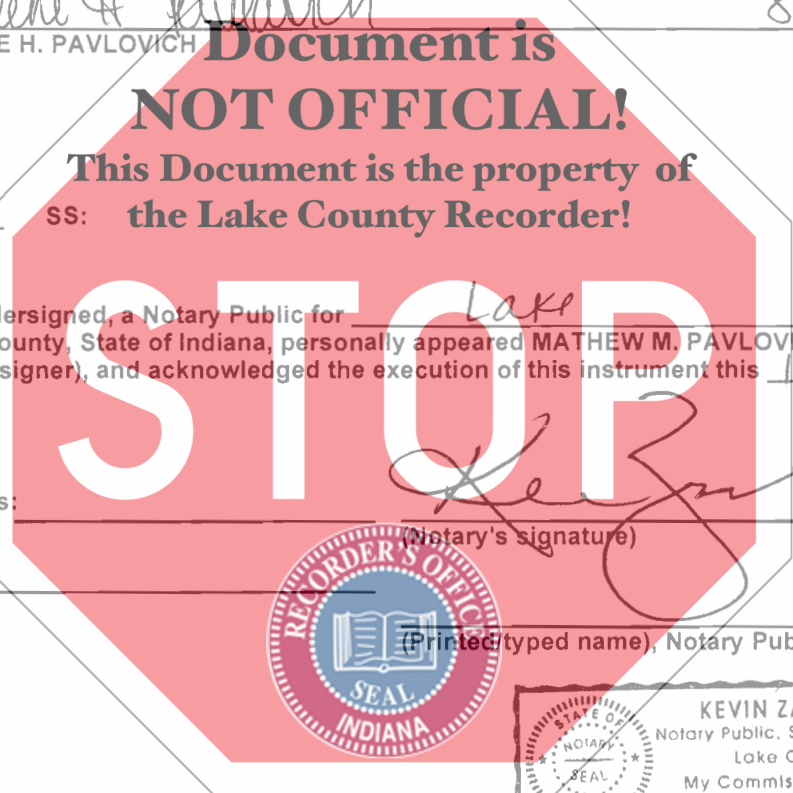 E H. PAVLOVICH
Document is
NOT OFFICIAL!
This Document is the property of
SS: the Lake County Recorder!
STOP
dersigned, a Notary Public for Lake
ounty, State of Indiana, personally appeared MATHEW M. PAVLOVI
signer), and acknowledged the execution of this instrument this
s:
(Notary's signature)
RECORDER'S OFFICE
SEAL
INDIANA
(Printed/typed name), Notary Pub
KEVIN ZA
STATE OF
Notary Public, S
NOTARY
Lake C
SEAL
My Commis